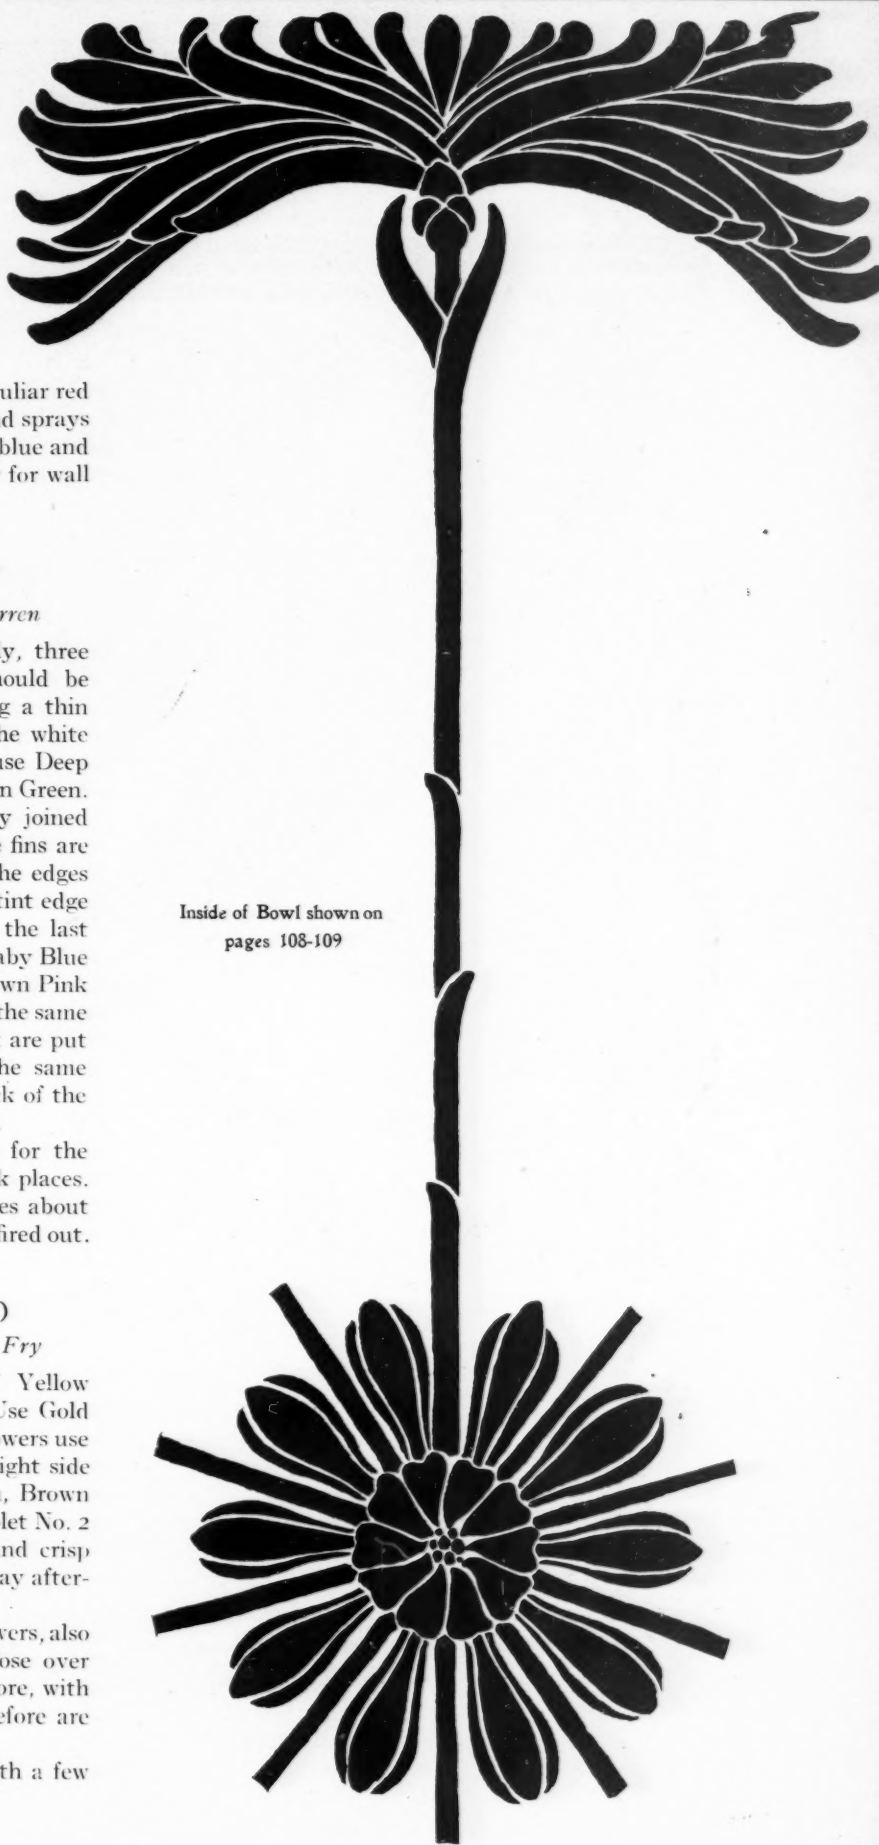 uliar red
d sprays
blue and
for wall
rren
y, three
ould be
g a thin
he white
use Deep
n Green.
y joined
fins are
he edges
tint edge
the last
aby Blue
wn Pink
the same
are put
he same
k of the
for the
k places.
es about
fired out.
)
Fry
Yellow
Use Gold
wers use
ight side
, Brown
let No. 2
nd crisp
ay after-
vers, also
ose over
ore, with
efore are
th a few
Inside of Bowl shown on
pages 108-109